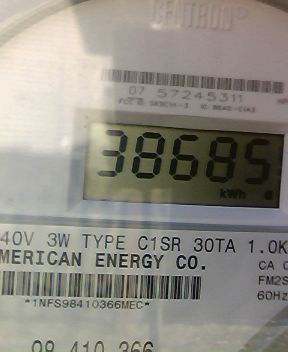 CENTRON
07 57245311
38685
kWh
40V 3W TYPE C1SR 30TA 1.0K
MERICAN ENERGY CO.
CA 0
FM2S
60Hz
*1NFS98410366MEC*
98 410 366